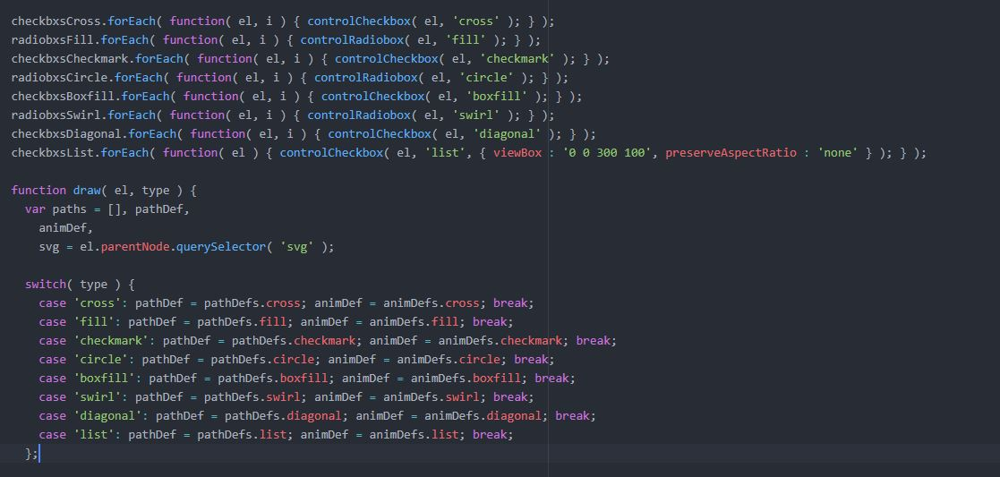 checkbxsCross.forEach( function( el, i ) { controlCheckbox( el, 'cross' ); } );
radiobxsFill.forEach( function( el, i ) { controlRadiobox( el, 'fill' ); } );
checkbxsCheckmark.forEach( function( el, i ) { controlCheckbox( el, 'checkmark' ); } );
radiobxsCircle.forEach( function( el, i ) { controlRadiobox( el, 'circle' ); } );
checkbxsBoxfill.forEach( function( el, i ) { controlCheckbox( el, 'boxfill' ); } );
radiobxsSwirl.forEach( function( el, i ) { controlRadiobox( el, 'swirl' ); } );
checkbxsDiagonal.forEach( function( el, i ) { controlCheckbox( el, 'diagonal' ); } );
checkbxsList.forEach( function( el ) { controlCheckbox( el, 'list', { viewBox : '0 0 300 100', preserveAspectRatio : 'none' } ); } );

function draw( el, type ) {
  var paths = [], pathDef,
    animDef,
    svg = el.parentNode.querySelector( 'svg' );

  switch( type ) {
    case 'cross': pathDef = pathDefs.cross; animDef = animDefs.cross; break;
    case 'fill': pathDef = pathDefs.fill; animDef = animDefs.fill; break;
    case 'checkmark': pathDef = pathDefs.checkmark; animDef = animDefs.checkmark; break;
    case 'circle': pathDef = pathDefs.circle; animDef = animDefs.circle; break;
    case 'boxfill': pathDef = pathDefs.boxfill; animDef = animDefs.boxfill; break;
    case 'swirl': pathDef = pathDefs.swirl; animDef = animDefs.swirl; break;
    case 'diagonal': pathDef = pathDefs.diagonal; animDef = animDefs.diagonal; break;
    case 'list': pathDef = pathDefs.list; animDef = animDefs.list; break;
  };